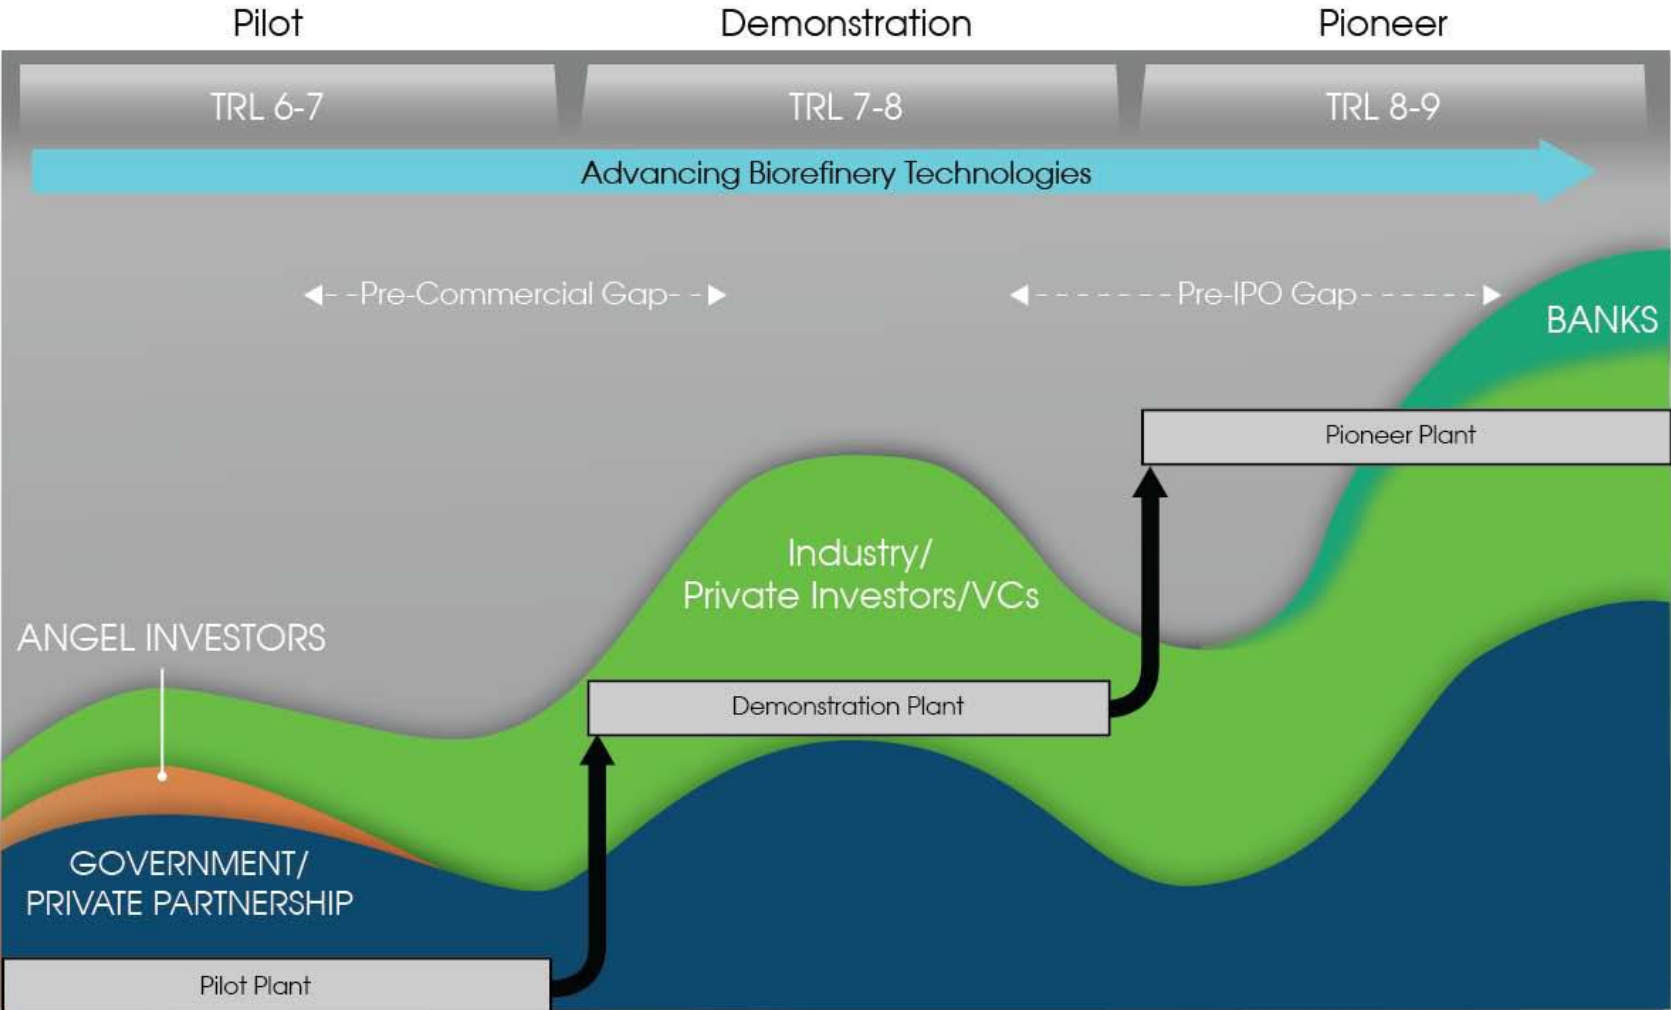 Pilot
Demonstration
Pioneer
TRL 6-7
TRL 7-8
TRL 8-9
Advancing Biorefinery Technologies
Pre-Commercial Gap
Pre-IPO Gap
BANKS
Pioneer Plant
Industry/
Private Investors/VCs
ANGEL INVESTORS
Demonstration Plant
GOVERNMENT/
PRIVATE PARTNERSHIP
Pilot Plant